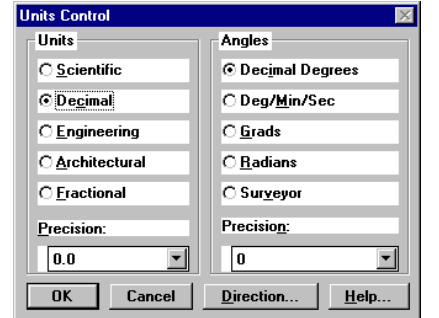 Units Control
Units
Scientific
Decimal
Engineering
Architectural
Fractional
Precision:
0.0
Angles
Decimal Degrees
Deg/Min/Sec
Grads
Radians
Surveyor
Precision:
0
OK
Cancel
Direction...
Help...